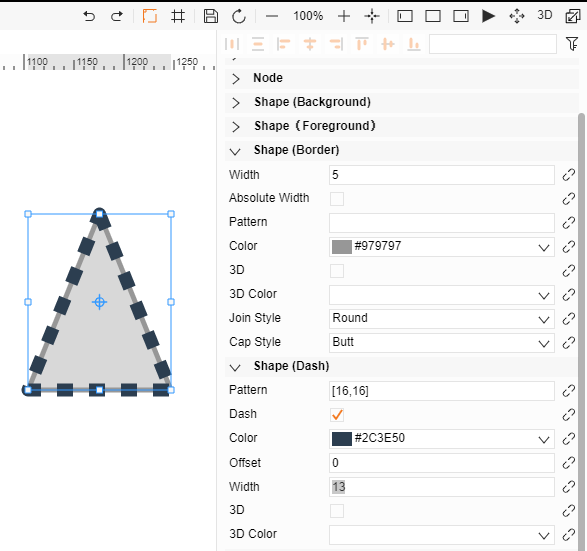 100%
3D
1100
1150
1200
1250
Node
Shape (Background)
Shape (Foreground)
Shape (Border)
Width
5
Absolute Width
Pattern
Color
#979797
3D
3D Color
Join Style
Round
Cap Style
Butt
Shape (Dash)
Pattern
[16,16]
Dash
Color
#2C3E50
Offset
0
Width
13
3D
3D Color